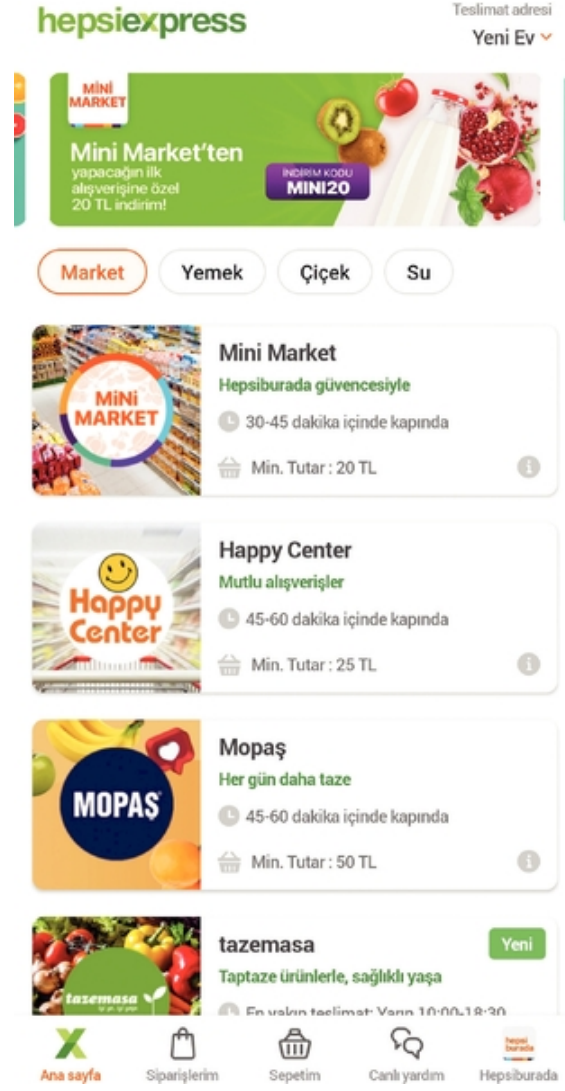 hepsiexpress
Teslimat adresi
Yeni Ev
MiNi
MARKET
Mini Market'ten
yapacağın ilk
alışverişine özel
20 TL indirim!
İNDİRİM KODU
MINI20
Market
Yemek
Çiçek
Su
MiNi
MARKET
Mini Market
Hepsiburada güvencesiyle
30-45 dakika içinde kapında
Min. Tutar : 20 TL
Happy
Center
Happy Center
Mutlu alışverişler
45-60 dakika içinde kapında
Min. Tutar : 25 TL
MOPAŞ
Mopaş
Her gün daha taze
45-60 dakika içinde kapında
Min. Tutar : 50 TL
tazemasa
tazemasa
Yeni
Taptaze ürünlerle, sağlıklı yaşa
En yakın teslimat: Yarın 10:00-18:30
Ana sayfa
Siparişlerim
Sepetim
Canlı yardım
hepsi
burada
Hepsiburada